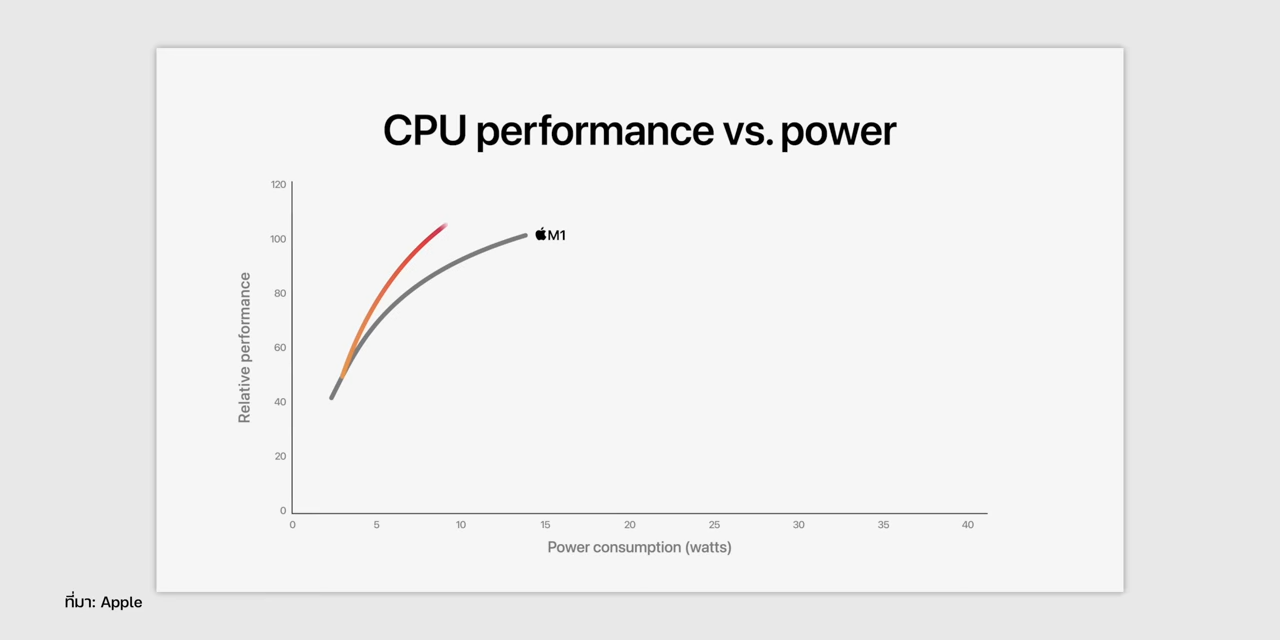 CPU performance vs. power
Relative performance
120
100
80
60
40
20
0
M1
0 5 10 15 20 25 30 35 40
Power consumption (watts)
ที่มา: Apple